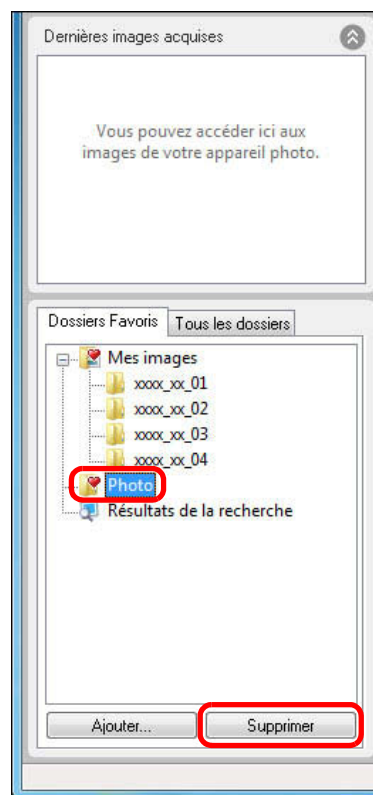 Dernières images acquises
Vous pouvez accéder ici aux
images de votre appareil photo.
Dossiers Favoris
Tous les dossiers
Mes images
xxxx_xx_01
xxxx_xx_02
xxxx_xx_03
xxxx_xx_04
Photo
Résultats de la recherche
Ajouter...
Supprimer